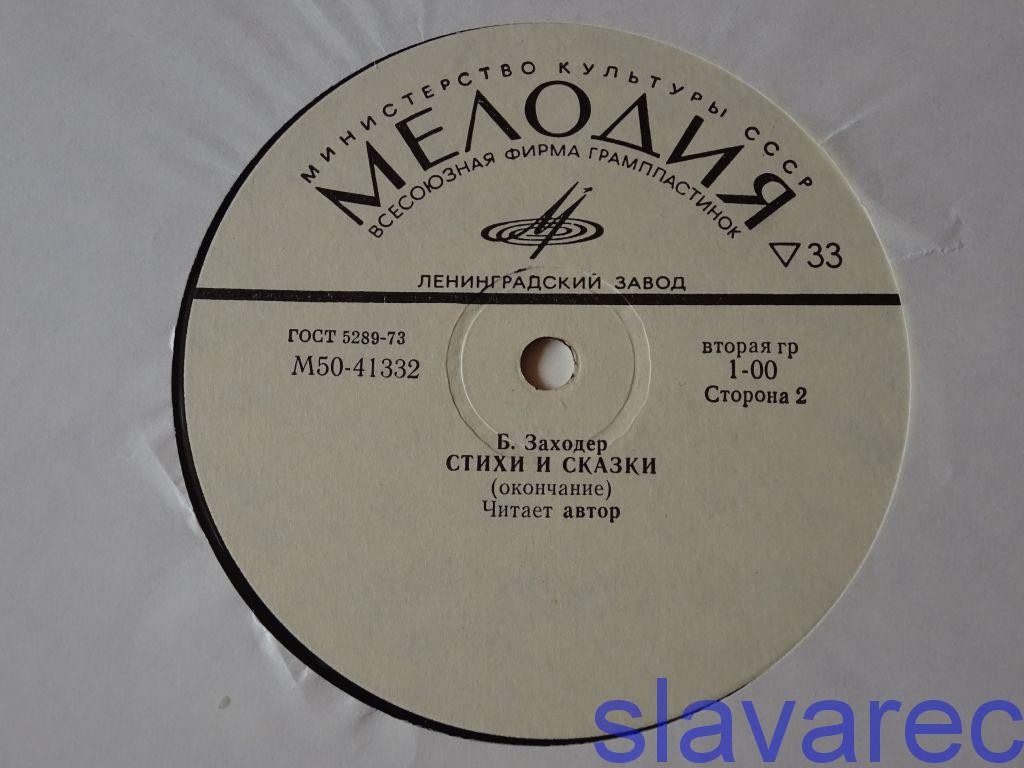 МИНИСТЕРСТВО КУЛЬТУРЫ СССР
МЕЛОДИЯ
ВСЕСОЮЗНАЯ ФИРМА ГРАМПЛАСТИНОК
33
ЛЕНИНГРАДСКИЙ ЗАВОД
ГОСТ 5289-73
М50-41332
вторая гр
1-00
Сторона 2
Б. Заходер
СТИХИ И СКАЗКИ
(окончание)
Читает автор
slavarec